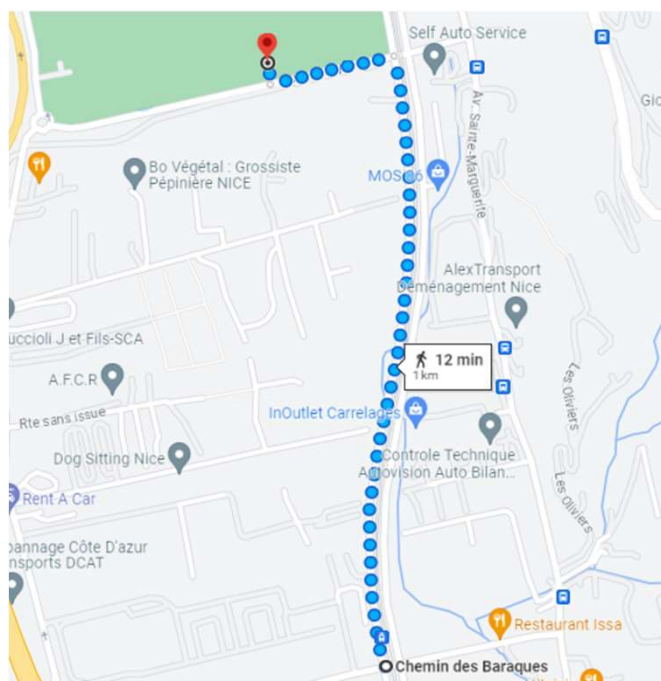 Self Auto Service
Av. Sainte-Marguerite
Gio
Bo Végétal : Grossiste
Pépinière NICE
AlexTransport
Déménagement Nice
uccioli J et Fils-SCA
12 min
1 km
A.F.C.R
Les Oliviers
Rte sans issue
InOutlet Carrelages
Dog Sitting Nice
Controle Technique
Autovision Auto Bilan...
Les Oliviers
Rent A Car
pannage Côte D'azur
nsports DCAT
Restaurant Issa
Chemin des Baraques